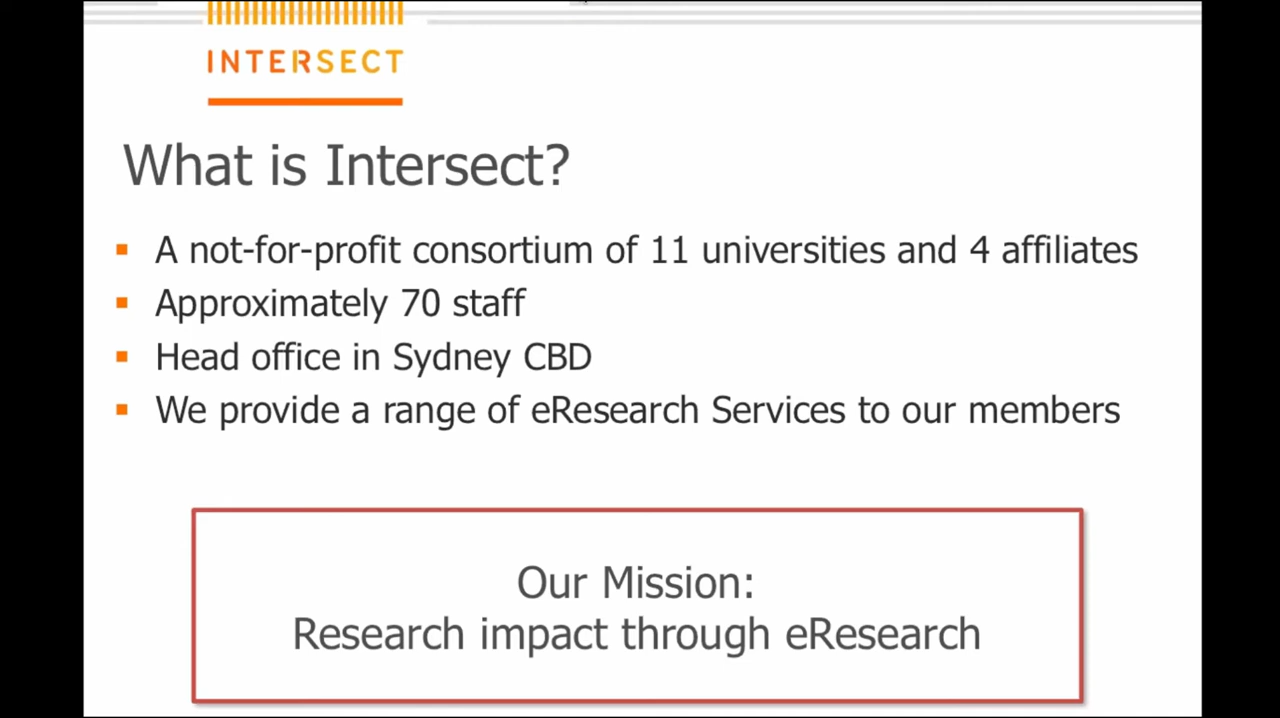 INTERSECT
What is Intersect?
A not-for-profit consortium of 11 universities and 4 affiliates
Approximately 70 staff
Head office in Sydney CBD
We provide a range of eResearch Services to our members
Our Mission:
Research impact through eResearch